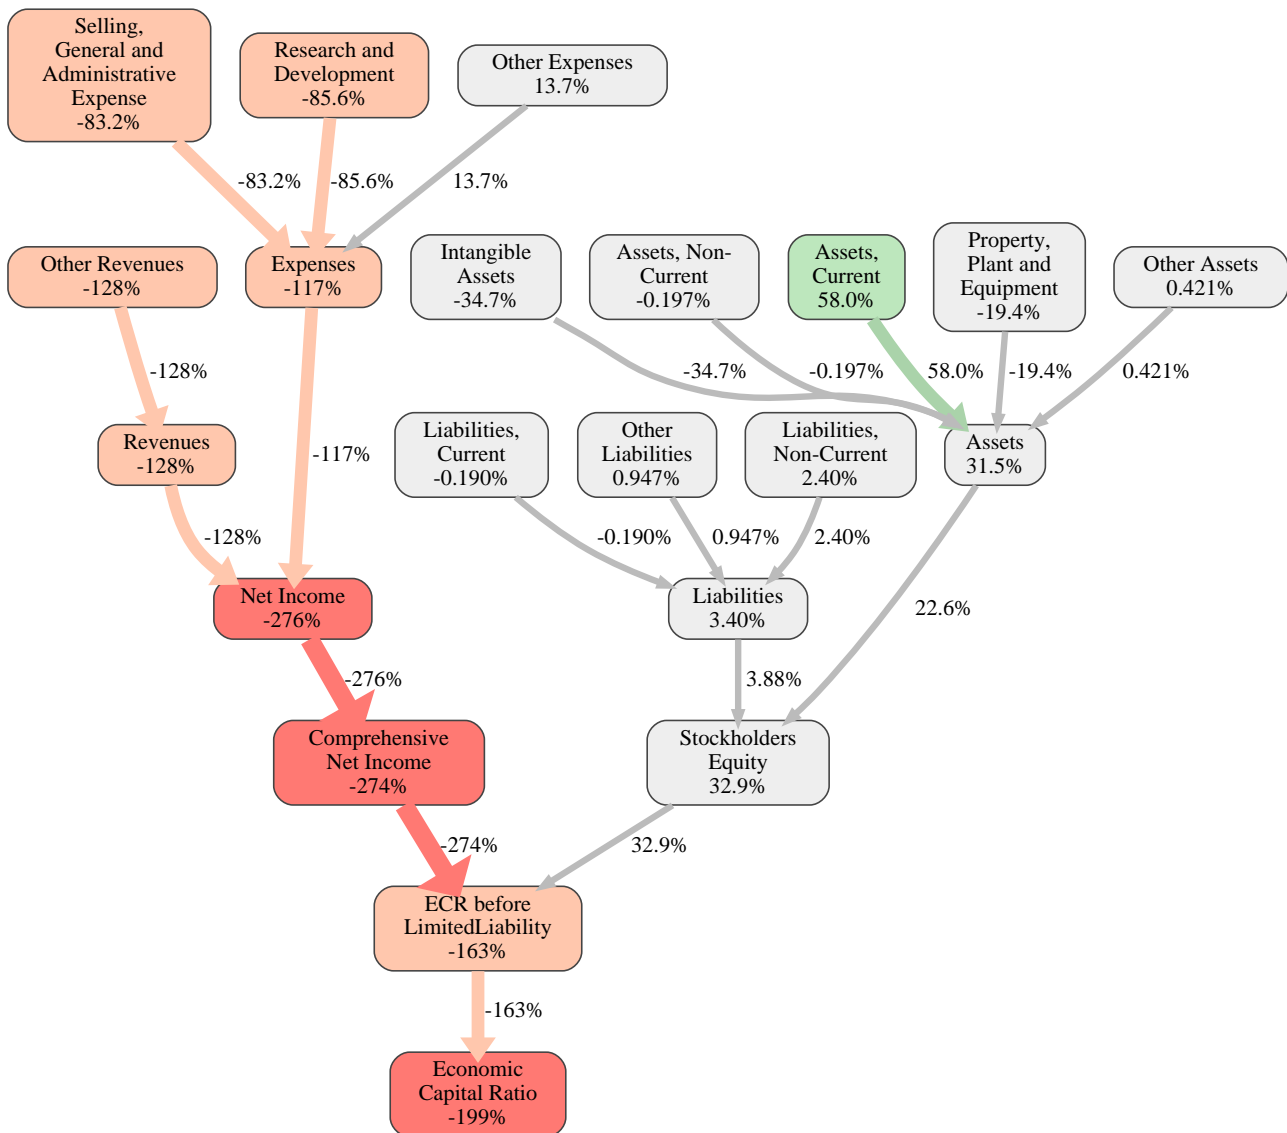 Selling,
General and
Administrative
Expense
-83.2%
Research and
Development
-85.6%
Other Expenses
13.7%
-83.2%
-85.6%
13.7%
Other Revenues
-128%
Expenses
-117%
Intangible
Assets
-34.7%
Assets, Non-
Current
-0.197%
Assets,
Current
58.0%
Property,
Plant and
Equipment
-19.4%
Other Assets
0.421%
-128%
-117%
-34.7%
-0.197%
58.0%
-19.4%
0.421%
Revenues
-128%
Liabilities,
Current
-0.190%
Other
Liabilities
0.947%
Liabilities,
Non-Current
2.40%
Assets
31.5%
-128%
-0.190%
0.947%
2.40%
22.6%
Net Income
-276%
Liabilities
3.40%
-276%
3.88%
Comprehensive
Net Income
-274%
Stockholders
Equity
32.9%
-274%
32.9%
ECR before
LimitedLiability
-163%
-163%
Economic
Capital Ratio
-199%